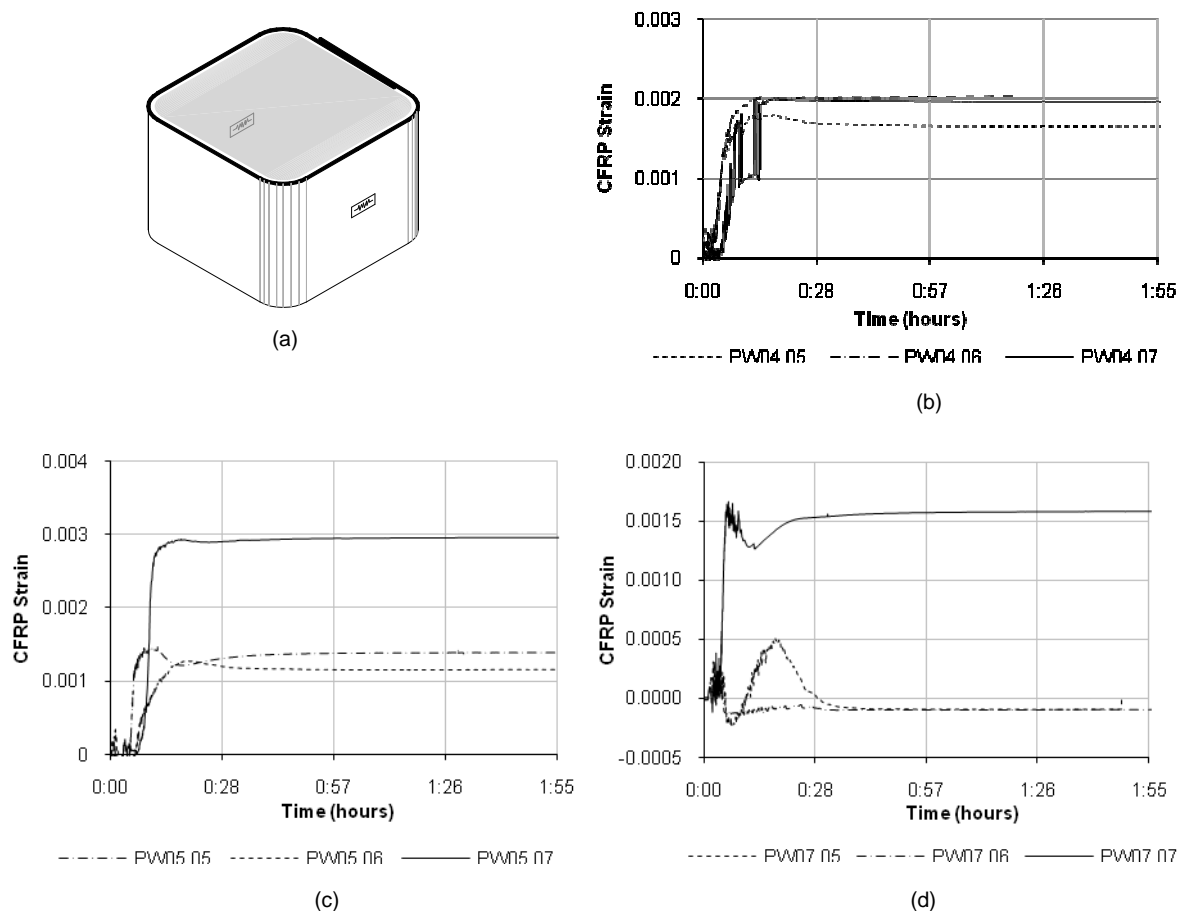 (a)
0.003
0.002
0.001
0
CFRP Strain
0:00 0:28 0:57 1:26 1:55
Time (hours)
PW04 05 PW04 06 PW04 07
(b)
0.004
0.003
0.002
0.001
0
CFRP Strain
0:00 0:28 0:57 1:26 1:55
Time (hours)
PW05 05 PW05 06 PW05 07
(c)
0.0020
0.0015
0.0010
0.0005
0.0000
-0.0005
CFRP Strain
0:00 0:28 0:57 1:26 1:55
Time (hours)
PW07 05 PW07 06 PW07 07
(d)